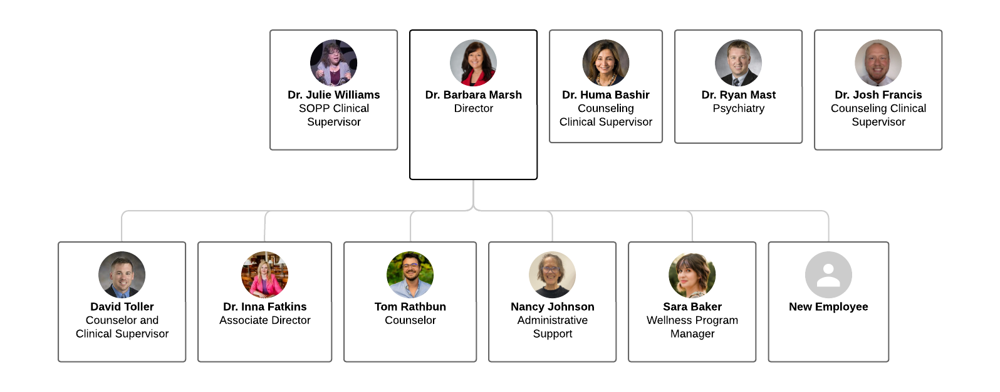 Dr. Julie Williams
SOPP Clinical
Supervisor
Dr. Barbara Marsh
Director
Dr. Huma Bashir
Counseling
Clinical Supervisor
Dr. Ryan Mast
Psychiatry
Dr. Josh Francis
Counseling Clinical
Supervisor
David Toller
Counselor and
Clinical Supervisor
Dr. Inna Fatkins
Associate Director
Tom Rathbun
Counselor
Nancy Johnson
Administrative
Support
Sara Baker
Wellness Program
Manager
New Employee